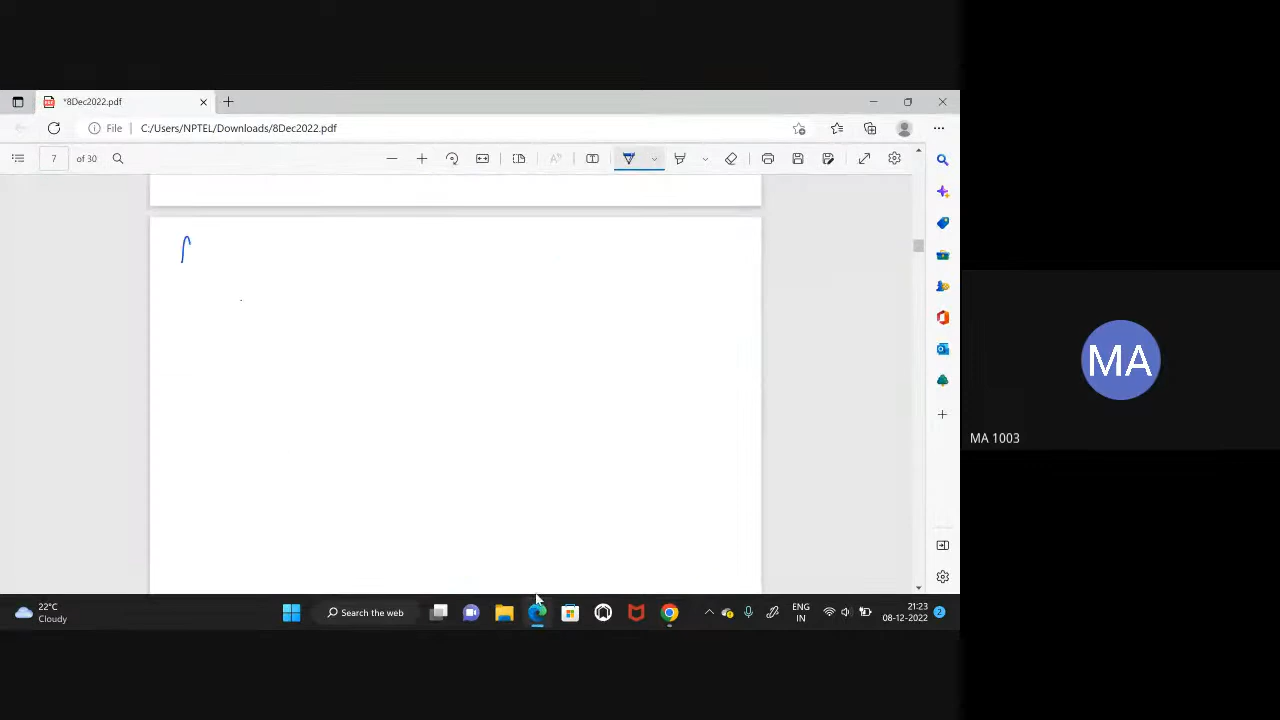 *8Dec2022.pdf
File C:/Users/NPTEL/Downloads/8Dec2022.pdf
7 of 30
MA
MA 1003
22°C
Cloudy
Search the web
ENG
IN
21:23
08-12-2022
2